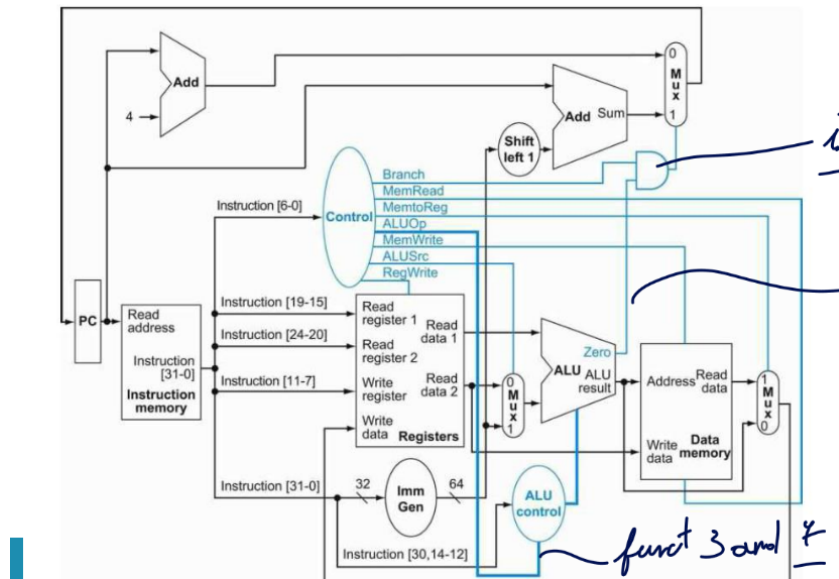 Add
4
0
Mux
1
Add Sum
Shift
left 1
i
Branch
MemRead
MemtoReg
ALUOp
MemWrite
ALUSrc
RegWrite
Control
Instruction [6-0]
PC
Read
address
Instruction
[31-0]
Instruction
memory
Instruction [19-15]
Instruction [24-20]
Instruction [11-7]
Instruction [31-0]
Read
register 1
Read
register 2
Write
register
Write
data
Read
data 1
Read
data 2
Registers
0
Mux
1
Zero
ALU ALU
result
Address
Read
data
Write
data
Data
memory
1
Mux
0
32
Imm
Gen
64
ALU
control
Instruction [30,14-12]
funct 3 and 7